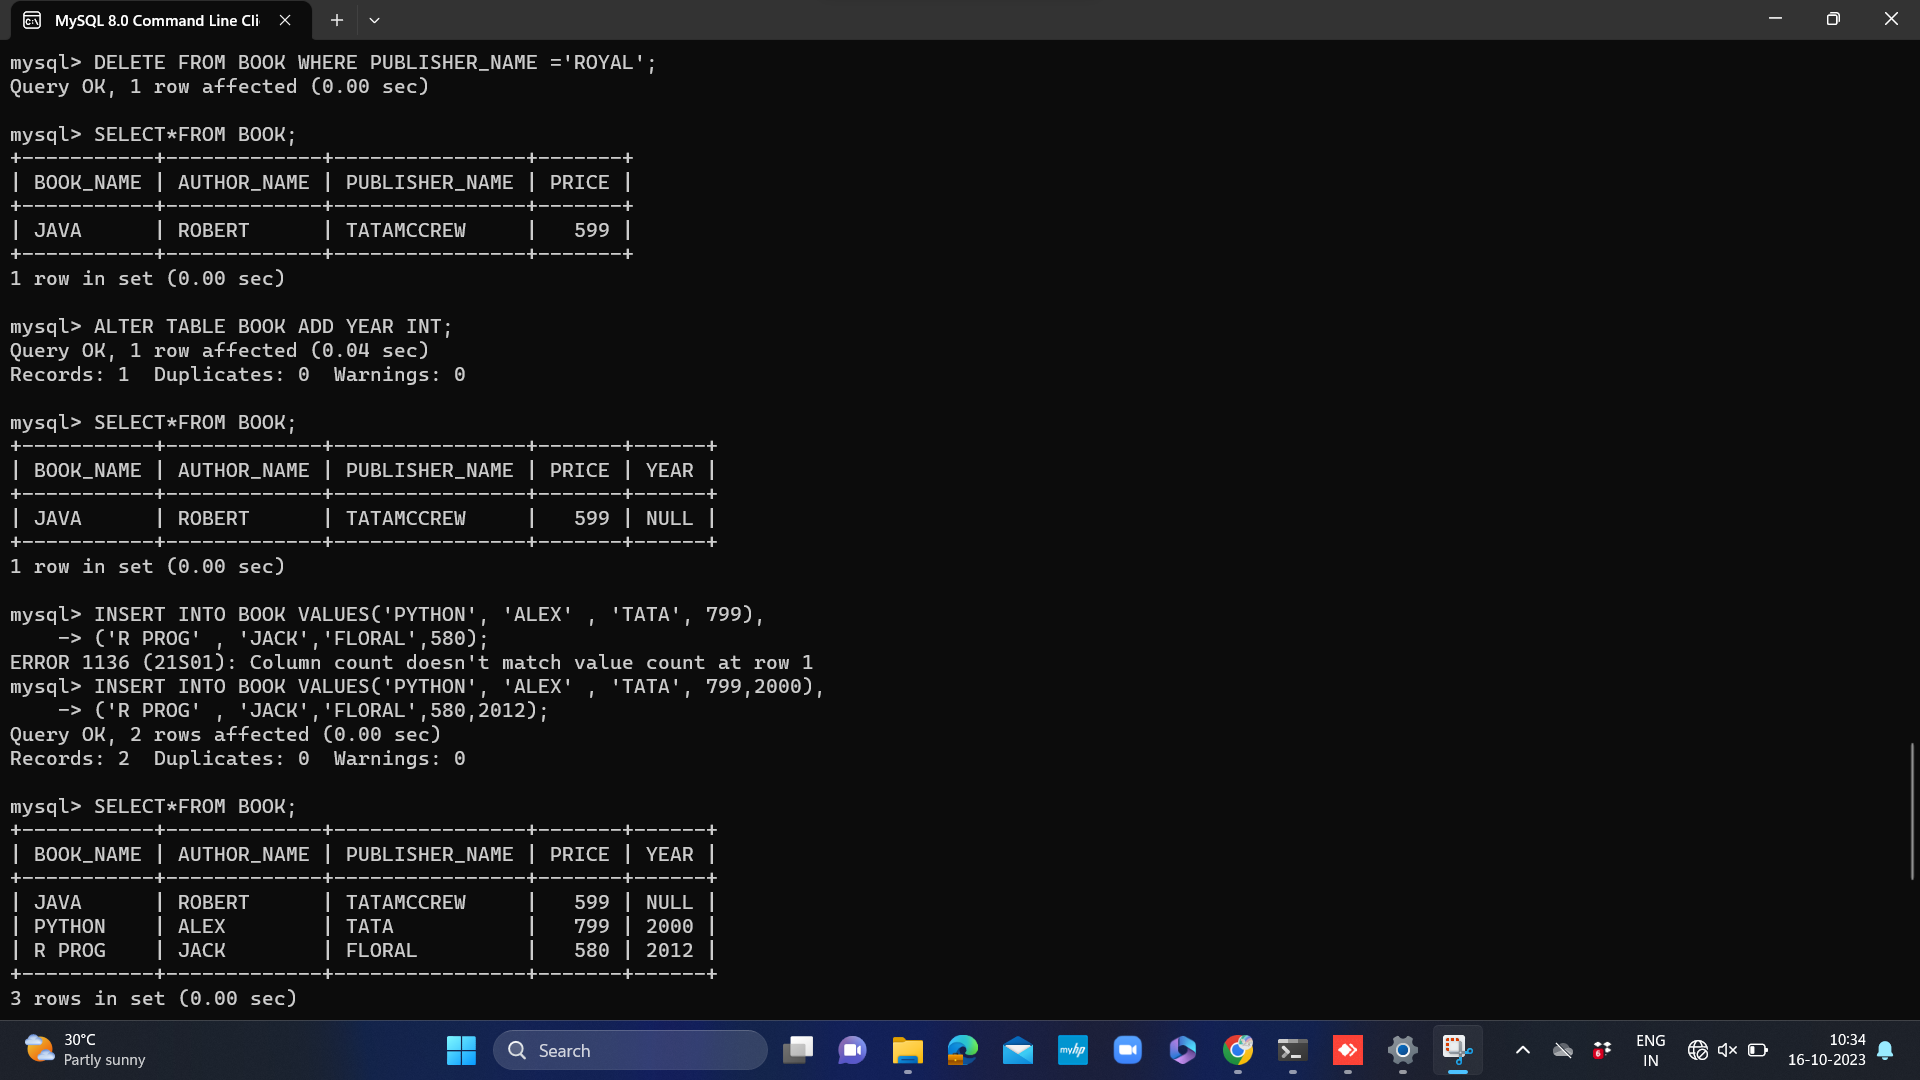 MySQL 8.0 Command Line Cli
mysql> DELETE FROM BOOK WHERE PUBLISHER_NAME ='ROYAL';
Query OK, 1 row affected (0.00 sec)
mysql> SELECT*FROM BOOK;
+-----------+-------------+----------------+-------+
| BOOK_NAME | AUTHOR_NAME | PUBLISHER_NAME | PRICE |
+-----------+-------------+----------------+-------+
| JAVA      | ROBERT      | TATAMCCREW     |   599 |
+-----------+-------------+----------------+-------+
1 row in set (0.00 sec)
mysql> ALTER TABLE BOOK ADD YEAR INT;
Query OK, 1 row affected (0.04 sec)
Records: 1  Duplicates: 0  Warnings: 0
mysql> SELECT*FROM BOOK;
+-----------+-------------+----------------+-------+------+
| BOOK_NAME | AUTHOR_NAME | PUBLISHER_NAME | PRICE | YEAR |
+-----------+-------------+----------------+-------+------+
| JAVA      | ROBERT      | TATAMCCREW     |   599 | NULL |
+-----------+-------------+----------------+-------+------+
1 row in set (0.00 sec)
mysql> INSERT INTO BOOK VALUES('PYTHON', 'ALEX' , 'TATA', 799),
    -> ('R PROG' , 'JACK','FLORAL',580);
ERROR 1136 (21S01): Column count doesn't match value count at row 1
mysql> INSERT INTO BOOK VALUES('PYTHON', 'ALEX' , 'TATA', 799,2000),
    -> ('R PROG' , 'JACK','FLORAL',580,2012);
Query OK, 2 rows affected (0.00 sec)
Records: 2  Duplicates: 0  Warnings: 0
mysql> SELECT*FROM BOOK;
+-----------+-------------+----------------+-------+------+
| BOOK_NAME | AUTHOR_NAME | PUBLISHER_NAME | PRICE | YEAR |
+-----------+-------------+----------------+-------+------+
| JAVA      | ROBERT      | TATAMCCREW     |   599 | NULL |
| PYTHON    | ALEX        | TATA           |   799 | 2000 |
| R PROG    | JACK        | FLORAL         |   580 | 2012 |
+-----------+-------------+----------------+-------+------+
3 rows in set (0.00 sec)
30°C
Partly sunny
Search
myhp
6
ENG
IN
10:34
16-10-2023